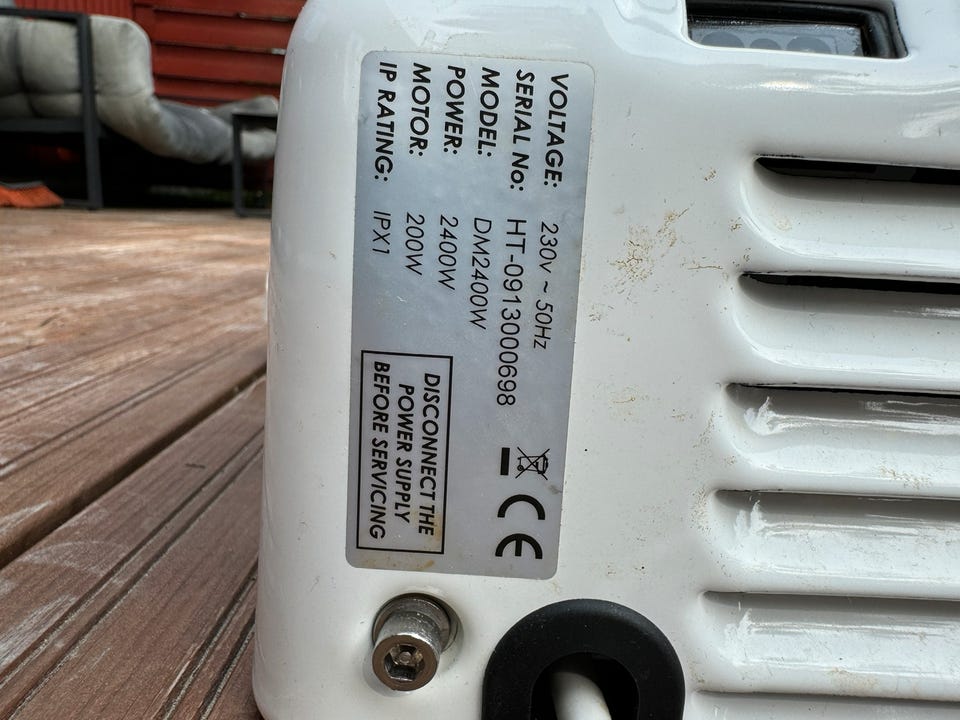 VOLTAGE: 230v ~ 50Hz
SERIAL No: HT-0913000698
MODEL: DM2400W
POWER: 2400W
MOTOR: 200W
IP RATING: IPX1
CE
DISCONNECT THE
POWER SUPPLY
BEFORE SERVICING